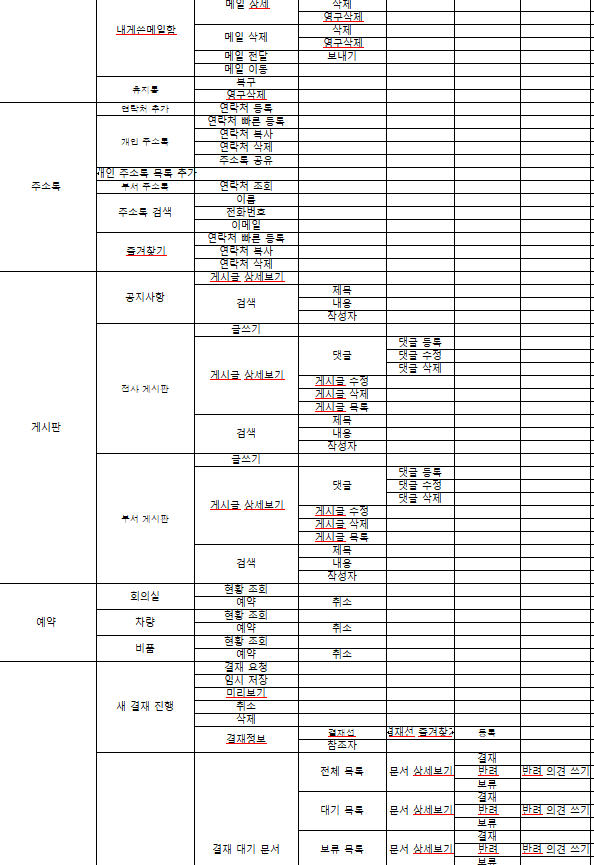 메일 상세
삭제
영구삭제
내게쓴메일함
메일 삭제
삭제
영구삭제
메일 전달
보내기
메일 이동
휴지통
복구
영구삭제
주소록
연락처 추가
연락처 등록
개인 주소록
연락처 빠른 등록
연락처 복사
연락처 삭제
주소록 공유
개인 주소록 목록 추가
부서 주소록
연락처 조회
주소록 검색
이름
전화번호
이메일
즐겨찾기
연락처 빠른 등록
연락처 복사
연락처 삭제
게시판
공지사항
게시글 상세보기
검색
제목
내용
작성자
전사 게시판
글쓰기
게시글 상세보기
댓글
댓글 등록
댓글 수정
댓글 삭제
게시글 수정
게시글 삭제
게시글 목록
검색
제목
내용
작성자
부서 게시판
글쓰기
게시글 상세보기
댓글
댓글 등록
댓글 수정
댓글 삭제
게시글 수정
게시글 삭제
게시글 목록
검색
제목
내용
작성자
예약
회의실
현황 조회
예약
취소
차량
현황 조회
예약
취소
비품
현황 조회
예약
취소
새 결재 진행
결재 요청
임시 저장
미리보기
취소
삭제
결재정보
결재선
결재선 즐겨찾기
등록
참조자
결재 대기 문서
전체 목록
문서 상세보기
결재
반려
반려 의견 쓰기
보류
대기 목록
문서 상세보기
결재
반려
반려 의견 쓰기
보류
보류 목록
문서 상세보기
결재
반려
반려 의견 쓰기
보류